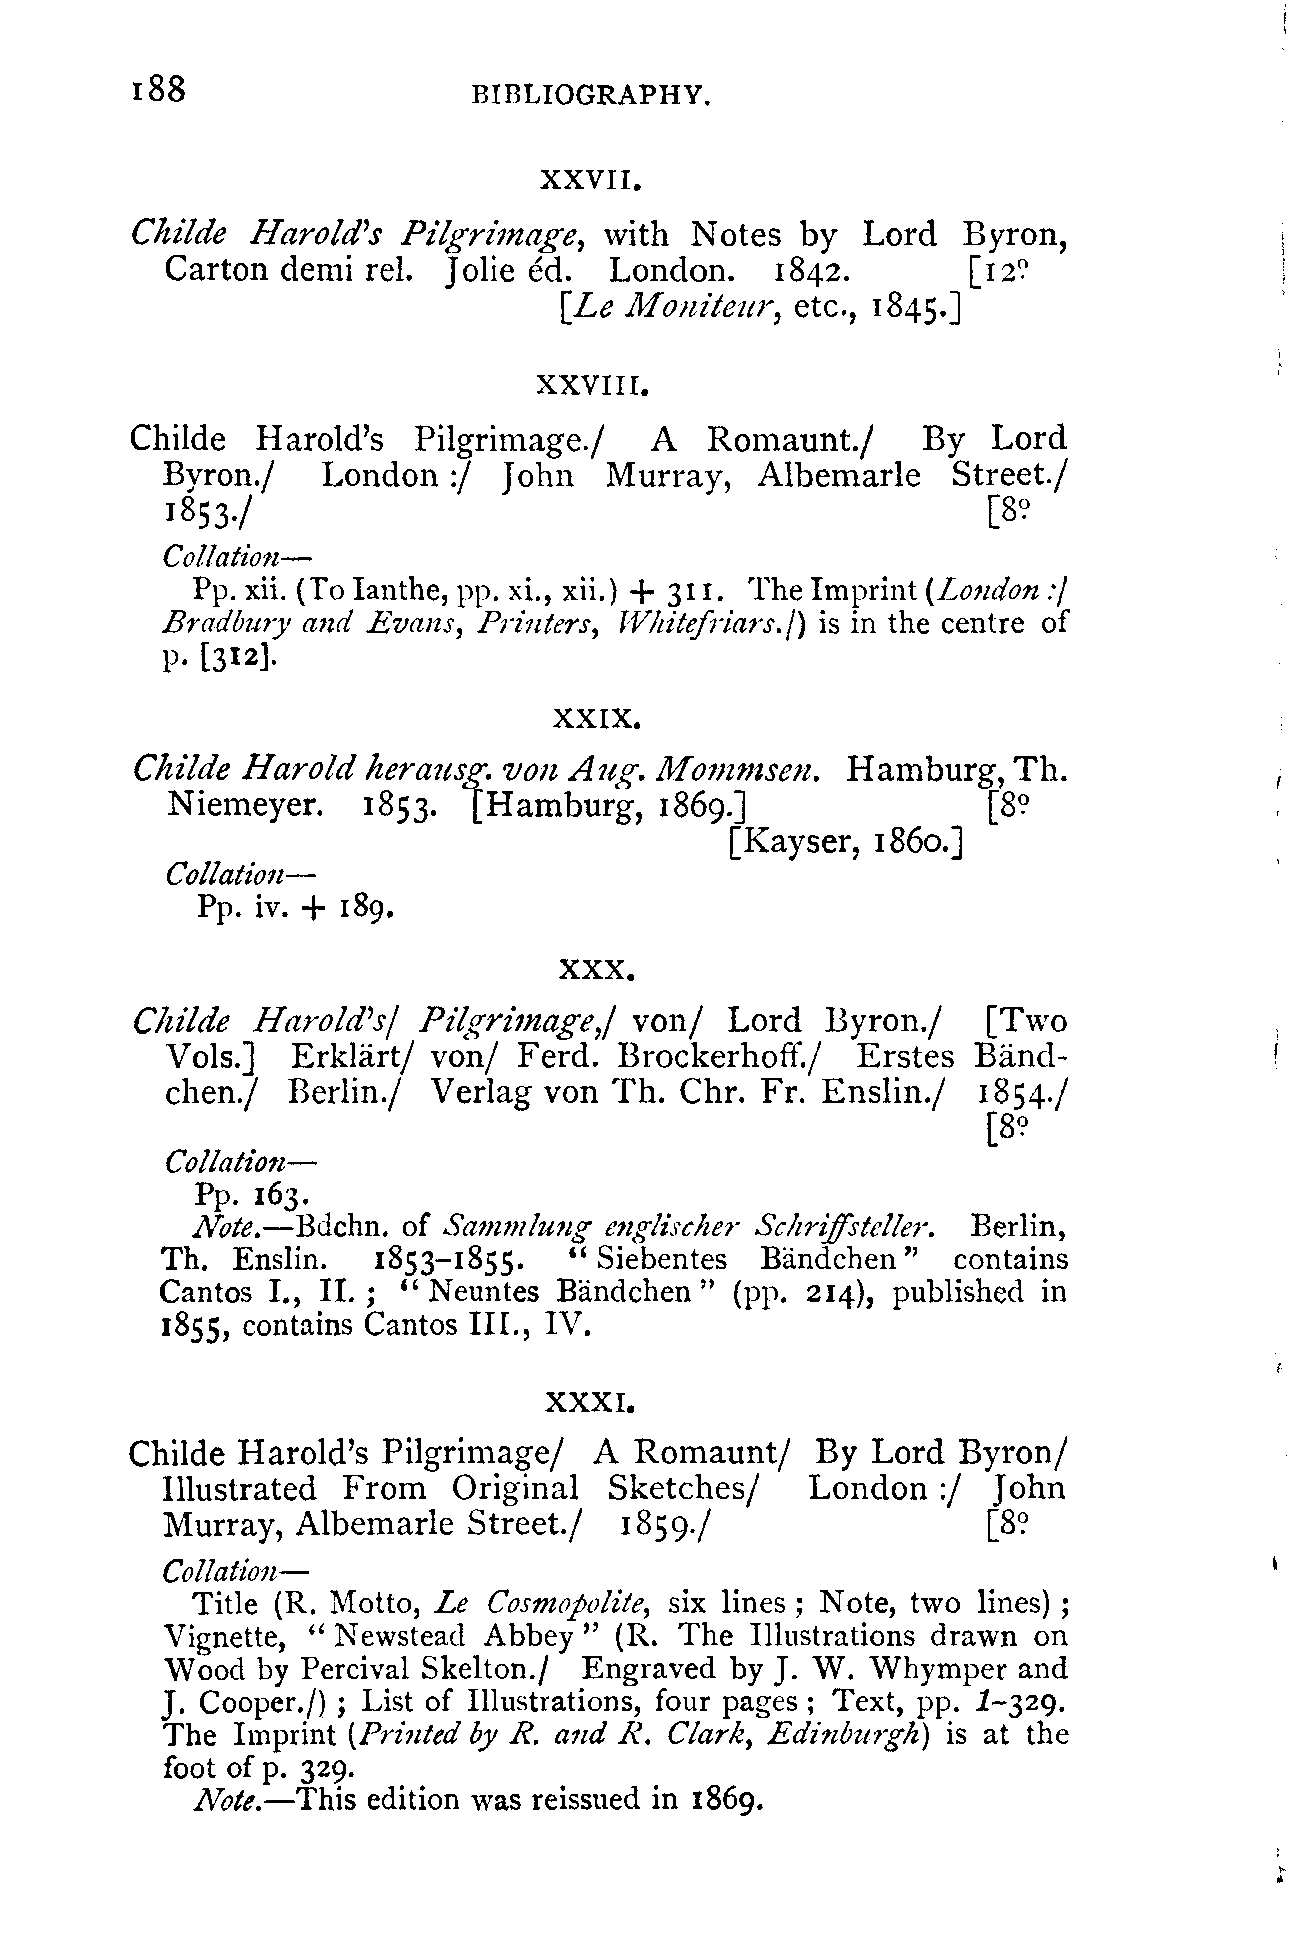 188 BIBLIOGRAPHY.
XXVII.
Childe Harold's Pilgrimage, with Notes by Lord Byron,
Carton demi rel. Jolie éd. London. 1842. [12º
[Le Moniteur, etc., 1845.]
XXVIII.
Childe Harold's Pilgrimage./ A Romaunt./ By Lord
Byron./ London :/ John Murray, Albemarle Street./
1853./ [8º
Collation—
Pp. xii. (To Ianthe, pp. xi., xii.) + 311. The Imprint (London :/
Bradbury and Evans, Printers, Whitefriars./) is in the centre of
p. [312].
XXIX.
Childe Harold herausg. von Aug. Mommsen. Hamburg, Th.
Niemeyer. 1853. [Hamburg, 1869.] [8º
[Kayser, 1860.]
Collation—
Pp. iv. + 189.
XXX.
Childe Harold's/ Pilgrimage,/ von/ Lord Byron./ [Two
Vols.] Erklärt/ von/ Ferd. Brockerhoff./ Erstes Bänd-
chen./ Berlin./ Verlag von Th. Chr. Fr. Enslin./ 1854./
[8º
Collation—
Pp. 163.
Note.—Bdchn. of Sammlung englischer Schriffsteller. Berlin,
Th. Enslin. 1853–1855. "Siebentes Bändchen" contains
Cantos I., II. ; "Neuntes Bändchen" (pp. 214), published in
1855, contains Cantos III., IV.
XXXI.
Childe Harold's Pilgrimage/ A Romaunt/ By Lord Byron/
Illustrated From Original Sketches/ London :/ John
Murray, Albemarle Street./ 1859./ [8º
Collation—
Title (R. Motto, Le Cosmopolite, six lines ; Note, two lines) ;
Vignette, "Newstead Abbey" (R. The Illustrations drawn on
Wood by Percival Skelton./ Engraved by J. W. Whymper and
J. Cooper./) ; List of Illustrations, four pages ; Text, pp. 1–329.
The Imprint (Printed by R. and R. Clark, Edinburgh) is at the
foot of p. 329.
Note.—This edition was reissued in 1869.